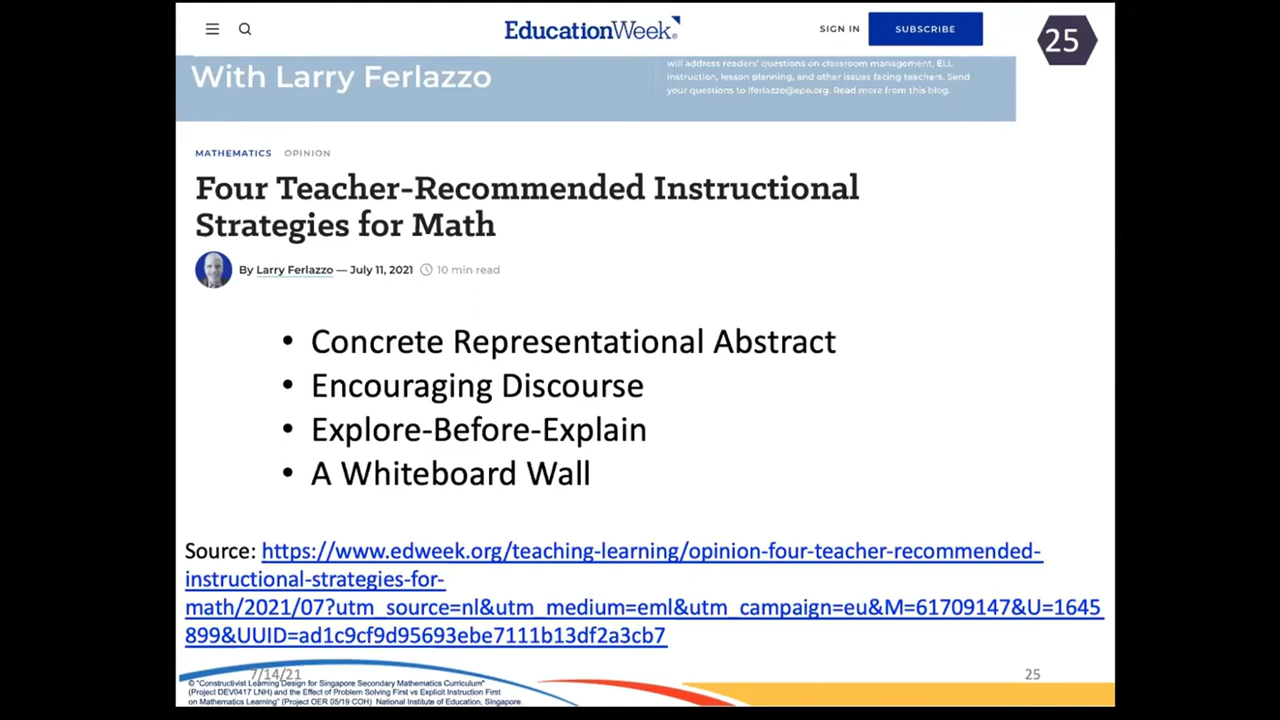 EducationWeek®
SIGN IN
SUBSCRIBE
25
With Larry Ferlazzo
will address readers' questions on classroom management, ELL
instruction, lesson planning, and other issues facing teachers. Send
your questions to lferlazzo@epe.org. Read more from this blog.
MATHEMATICS OPINION
Four Teacher-Recommended Instructional
Strategies for Math
By Larry Ferlazzo — July 11, 2021 10 min read
• Concrete Representational Abstract
• Encouraging Discourse
• Explore-Before-Explain
• A Whiteboard Wall
Source: https://www.edweek.org/teaching-learning/opinion-four-teacher-recommended-
instructional-strategies-for-
math/2021/07?utm_source=nl&utm_medium=eml&utm_campaign=eu&M=61709147&U=1645
899&UUID=ad1c9cf9d95693ebe7111b13df2a3cb7
7/14/21
25
© "Constructivist Learning Design for Singapore Secondary Mathematics Curriculum"
(Project DEV0417 LNH) and the Effect of Problem Solving First vs Explicit Instruction First
on Mathematics Learning" (Project OER 05/19 COH) National Institute of Education, Singapore.